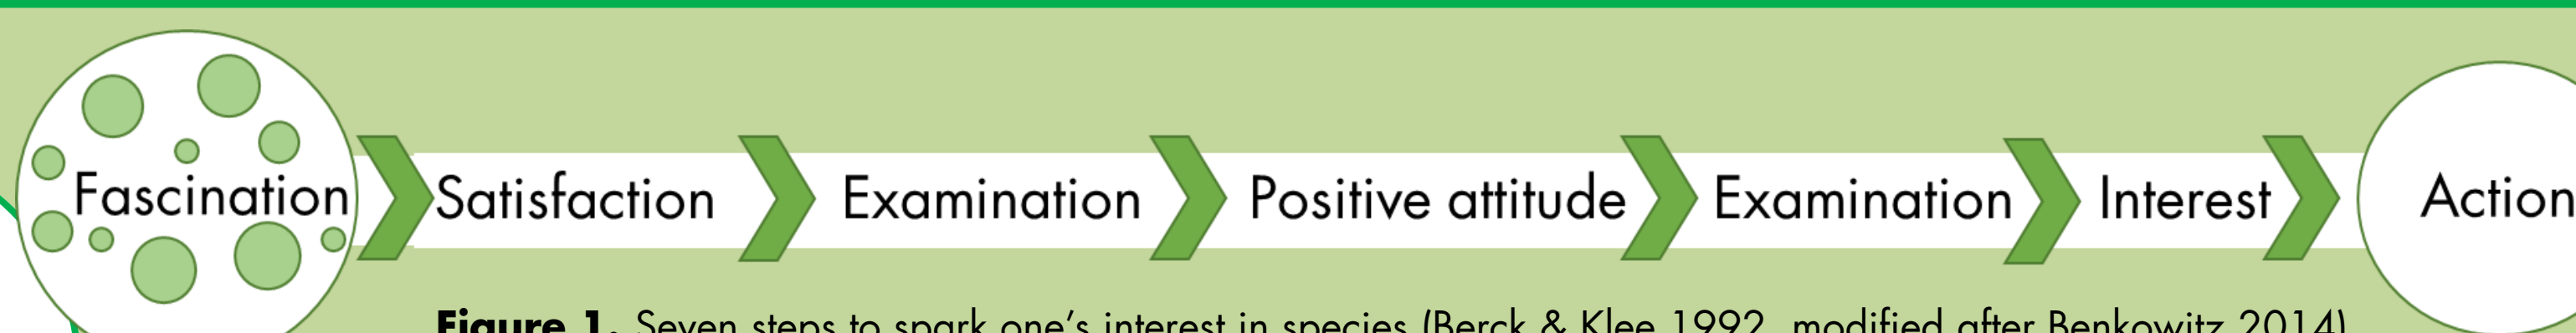 Fascination Satisfaction Examination Positive attitude Examination Interest Action
Figure 1. Seven steps to spark one's interest in species (Berck & Klee 1992, modified after Benkowitz 2014)